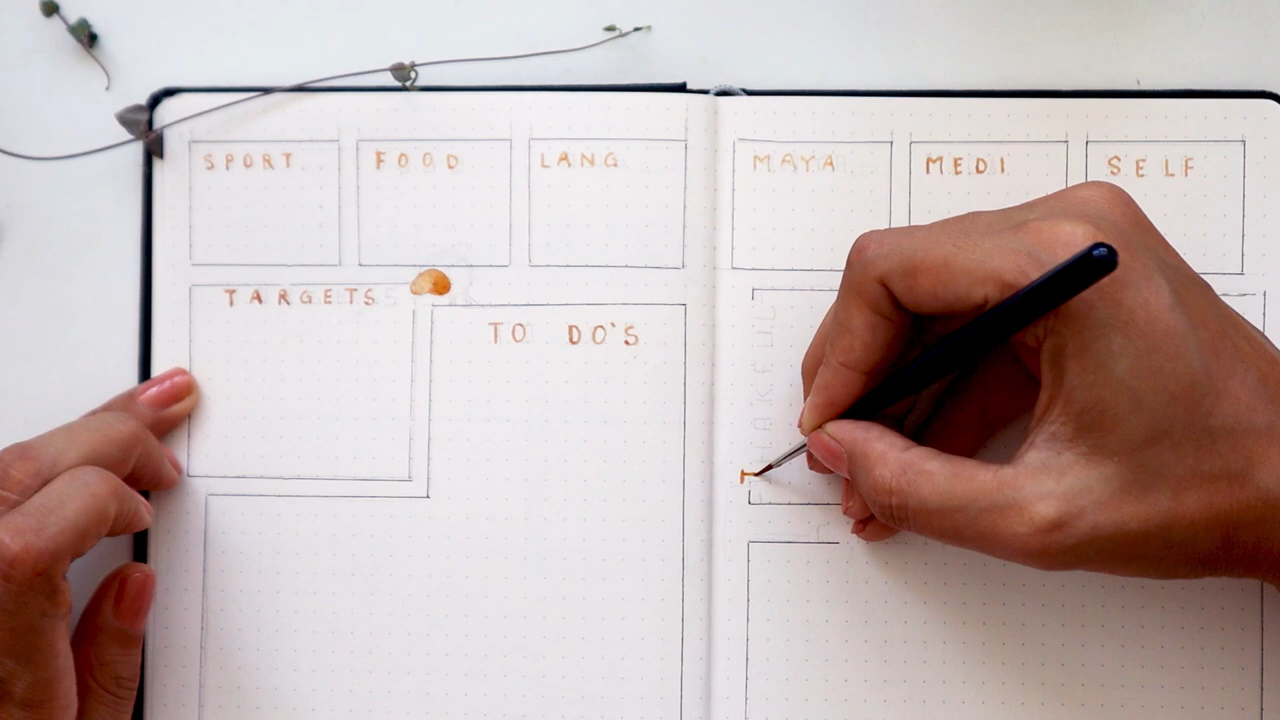 SPORT
FOOD
LANG
MAYA
MEDI
SELF
TARGETS
TO DO'S